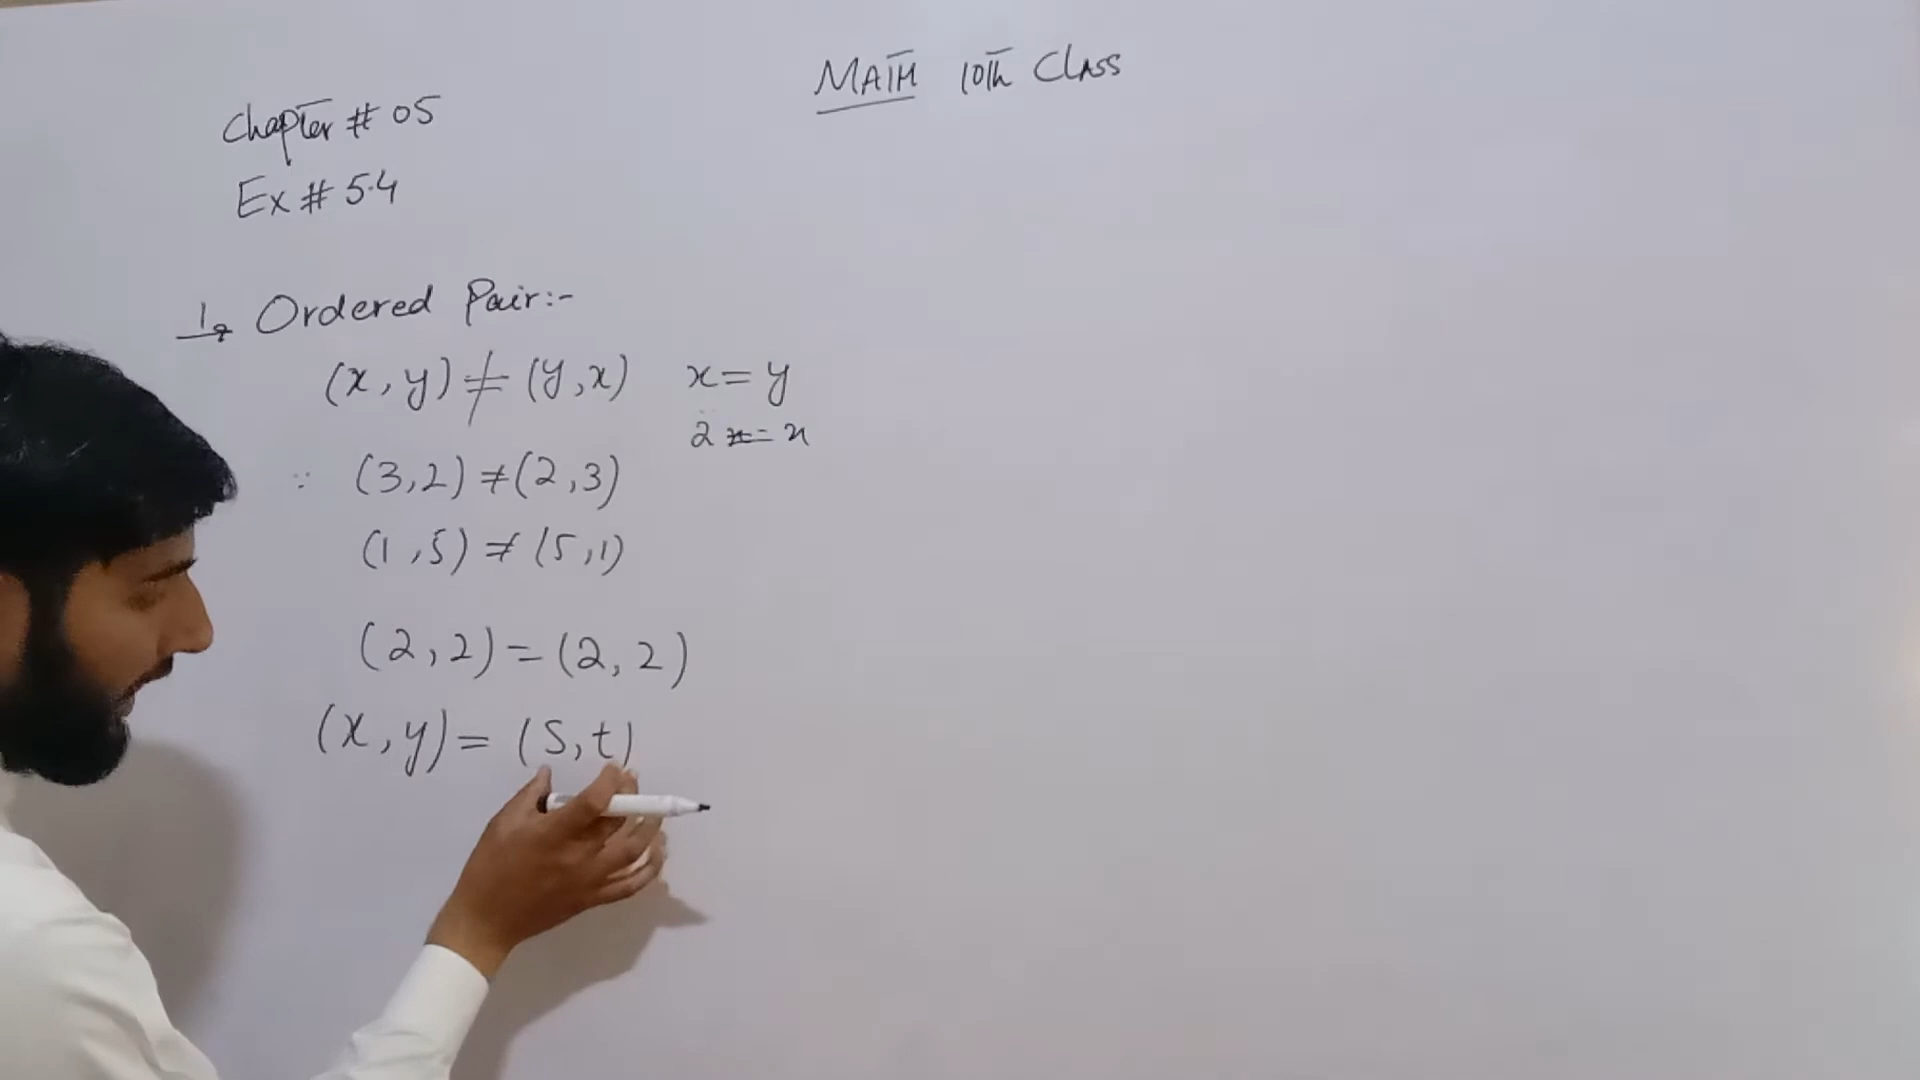 MATH 10th Class
Chapter # 05
Ex # 5.4
1, Ordered Pair:-
(x, y) ≠ (y, x) x = y
2 = x
∵ (3,2) ≠ (2,3)
(1,5) ≠ (5,1)
(2,2) = (2,2)
(x, y) = (S, t)